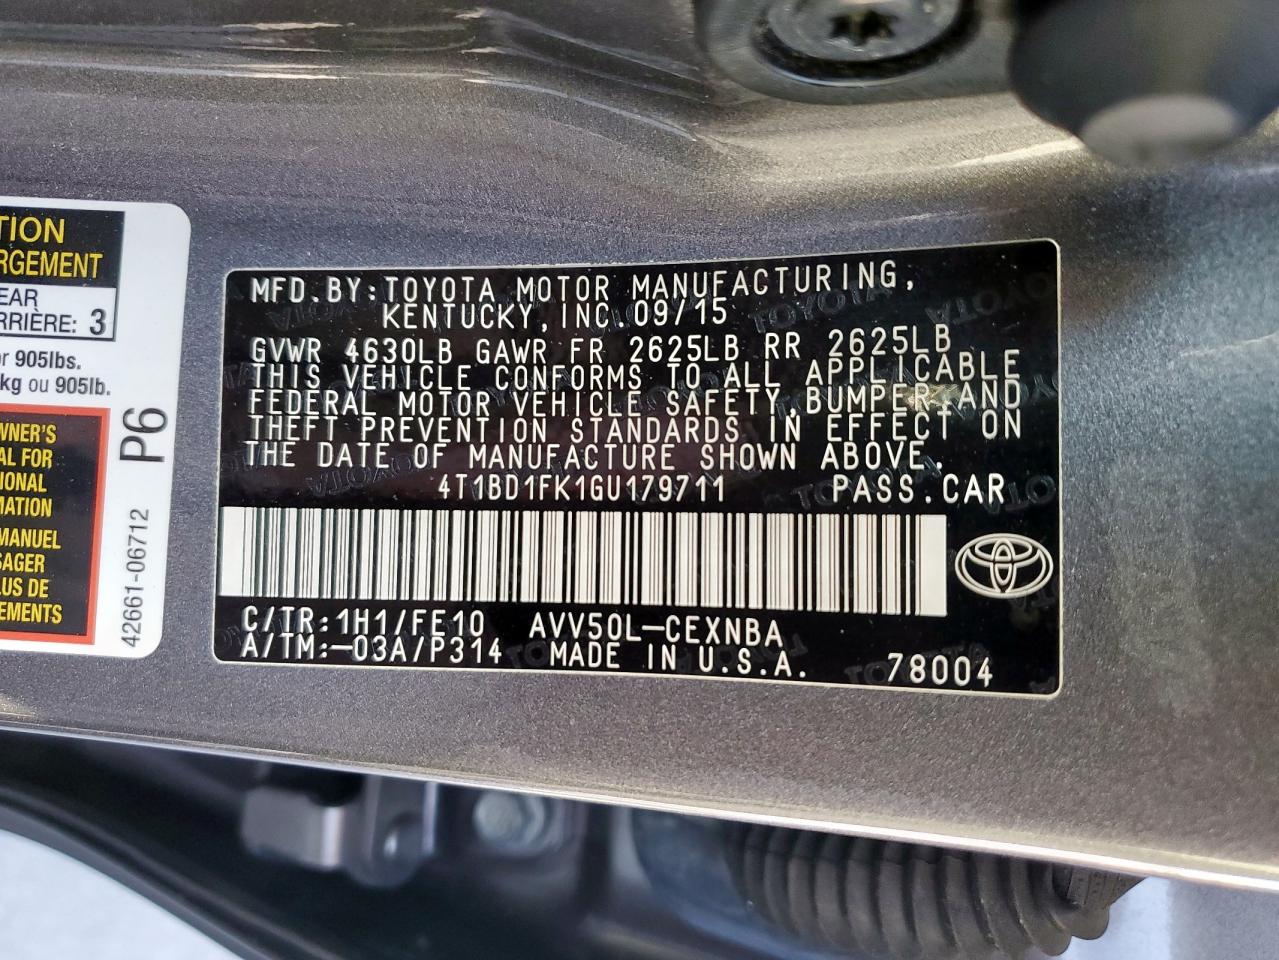 TION
RGEMENT
EAR
RRIÈRE: 3
or 905lbs.
kg ou 905lb.
WNER'S
AL FOR
IONAL
MATION
MANUEL
SAGER
LUS DE
EMENTS
P6
42661-06712
MFD.BY:TOYOTA MOTOR MANUFACTURING,
KENTUCKY,INC.09/15
GVWR 4630LB GAWR FR 2625LB RR 2625LB
THIS VEHICLE CONFORMS TO ALL APPLICABLE
FEDERAL MOTOR VEHICLE SAFETY,BUMPER AND
THEFT PREVENTION STANDARDS IN EFFECT ON
THE DATE OF MANUFACTURE SHOWN ABOVE.
4T1BD1FK1GU179711 PASS.CAR
C/TR:1H1/FE10 AVV50L-CEXNBA
A/TM:-03A/P314 MADE IN U.S.A. 78004